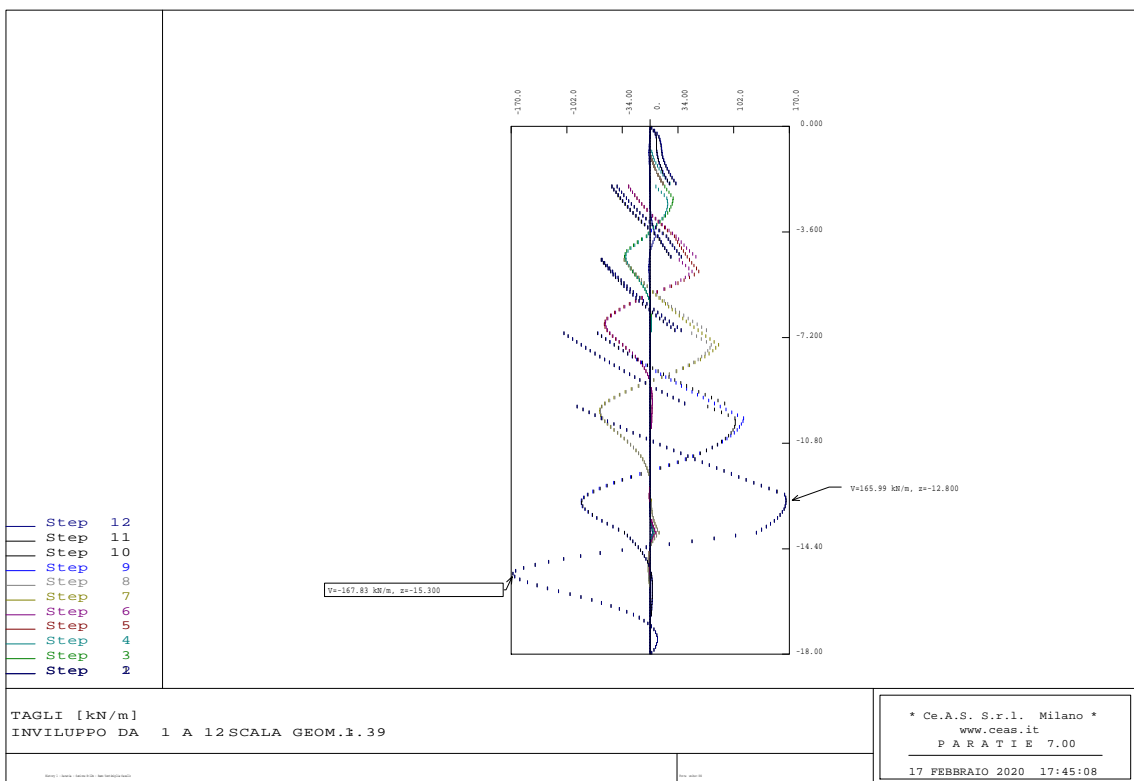 -170.0
-102.0
-34.00
0.
34.00
102.0
170.0
0.000
-3.600
-7.200
-10.80
-14.40
-18.00
V=165.99 kN/m, z=-12.800
V=-167.83 kN/m, z=-15.300
Step 12
Step 11
Step 10
Step 9
Step 8
Step 7
Step 6
Step 5
Step 4
Step 3
Step
TAGLI [kN/m]
INVILUPPO DA 1 A 12 SCALA GEOM. 39
* Ce.A.S. S.r.l. Milano *
www.ceas.it
P A R A T I E 7.00
17 FEBBRAIO 2020 17:45:08